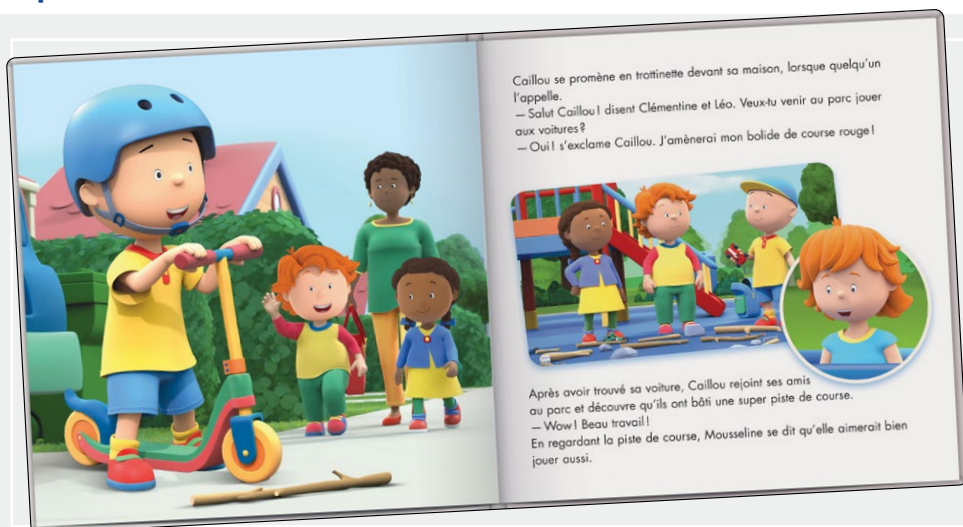 Caillou se promène en trottinette devant sa maison, lorsque quelqu'un
l'appelle.
— Salut Caillou! disent Clémentine et Léo. Veux-tu venir au parc jouer
aux voitures?
— Oui! s'exclame Caillou. J'amènerai mon bolide de course rouge!
Après avoir trouvé sa voiture, Caillou rejoint ses amis
au parc et découvre qu'ils ont bâti une super piste de course.
— Wow! Beau travail!
En regardant la piste de course, Mousseline se dit qu'elle aimerait bien
jouer aussi.